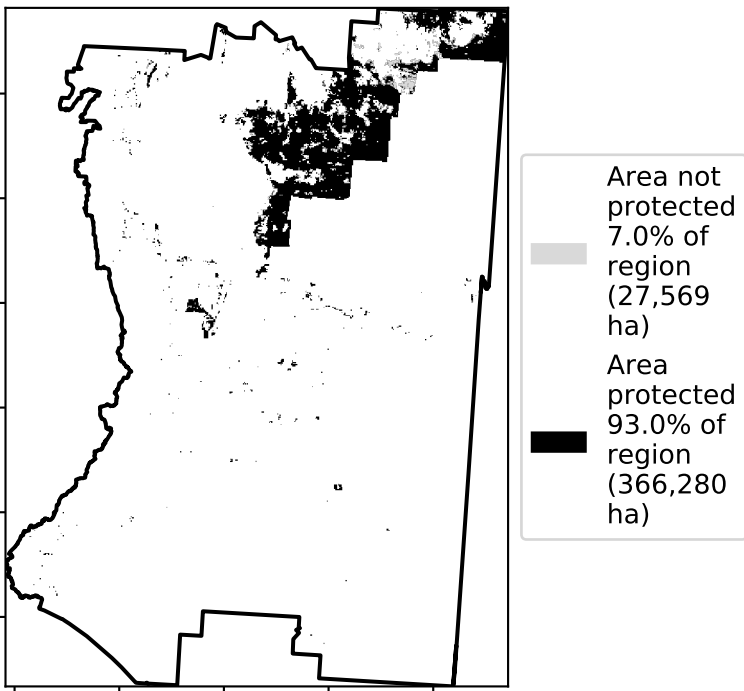 Area not
protected
7.0% of
region
(27,569
ha)
Area
protected
93.0% of
region
(366,280
ha)